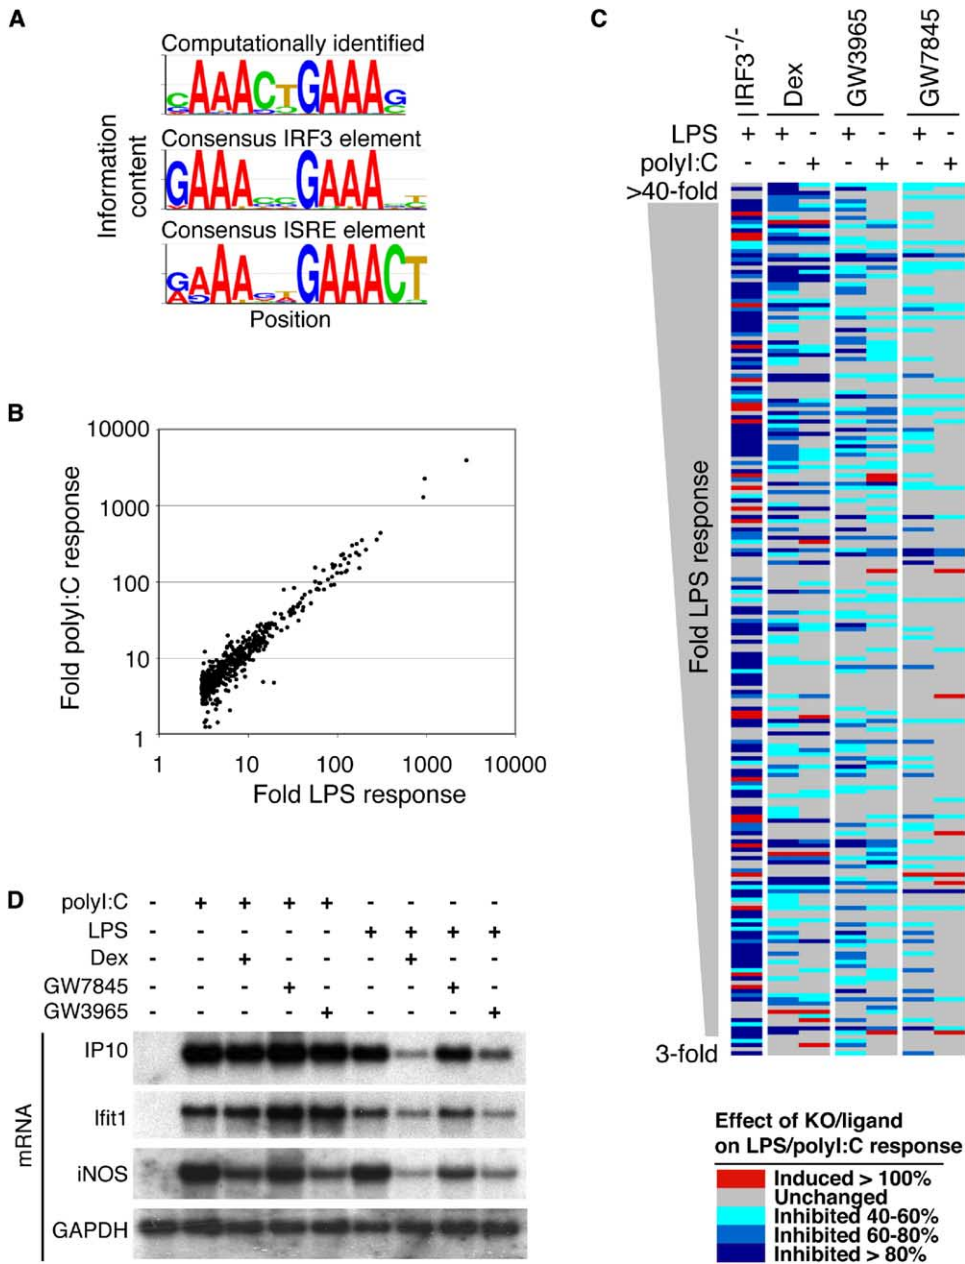 A
Computationally identified
CAAACTGAAAG
Consensus IRF3 element
GAAACCGAAA
Consensus ISRE element
GAAAGTGAAACT
Information content
Position
B
10000
1000
100
10
1
1 10 100 1000 10000
Fold polyI:C response
Fold LPS response
C
IRF3-/-
Dex
GW3965
GW7845
LPS + + - + - + -
polyI:C - + - + - +
>40-fold
Fold LPS response
3-fold
Effect of KO/ligand
on LPS/polyI:C response
Induced > 100%
Unchanged
Inhibited 40-60%
Inhibited 60-80%
Inhibited > 80%
D
polyI:C - + + + + - - - -
LPS - - - - - + + + +
Dex - - + - - - + - -
GW7845 - - - + - - - + -
GW3965 - - - - + - - - +
mRNA
IP10
Ifit1
iNOS
GAPDH